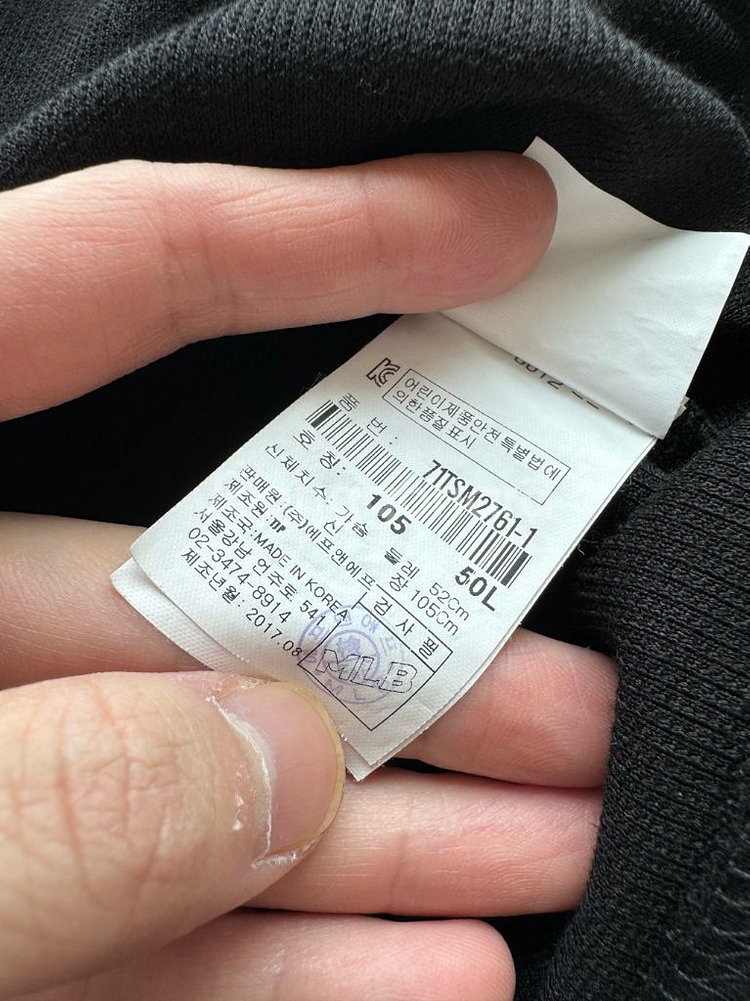 어린이제품안전특별법에
의한품질표시
품 번: 71TSM2761-1
호 칭: 105 50L
신체치수: 가슴 둘레 52Cm
신 장 105Cm
판매원: (주)에프앤에프
제조원: "
제조국: MADE IN KOREA
서울강남 언주로 541
02-3474-8914
제조년월: 2017.08
검 사 필
MLB